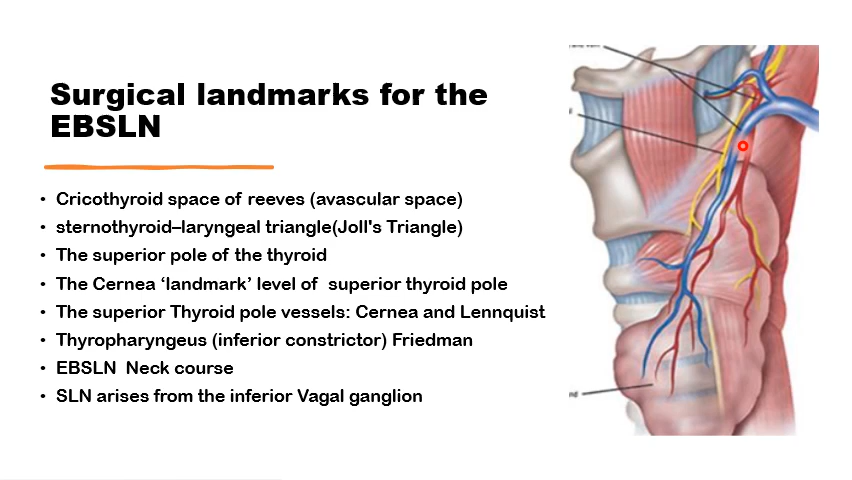 Surgical landmarks for the
EBSLN
• Cricothyroid space of reeves (avascular space)
• sternothyroid–laryngeal triangle(Joll's Triangle)
• The superior pole of the thyroid
• The Cernea ‘landmark’ level of  superior thyroid pole
• The superior Thyroid pole vessels: Cernea and Lennquist
• Thyropharyngeus (inferior constrictor) Friedman
• EBSLN  Neck course
• SLN arises from the inferior Vagal ganglion